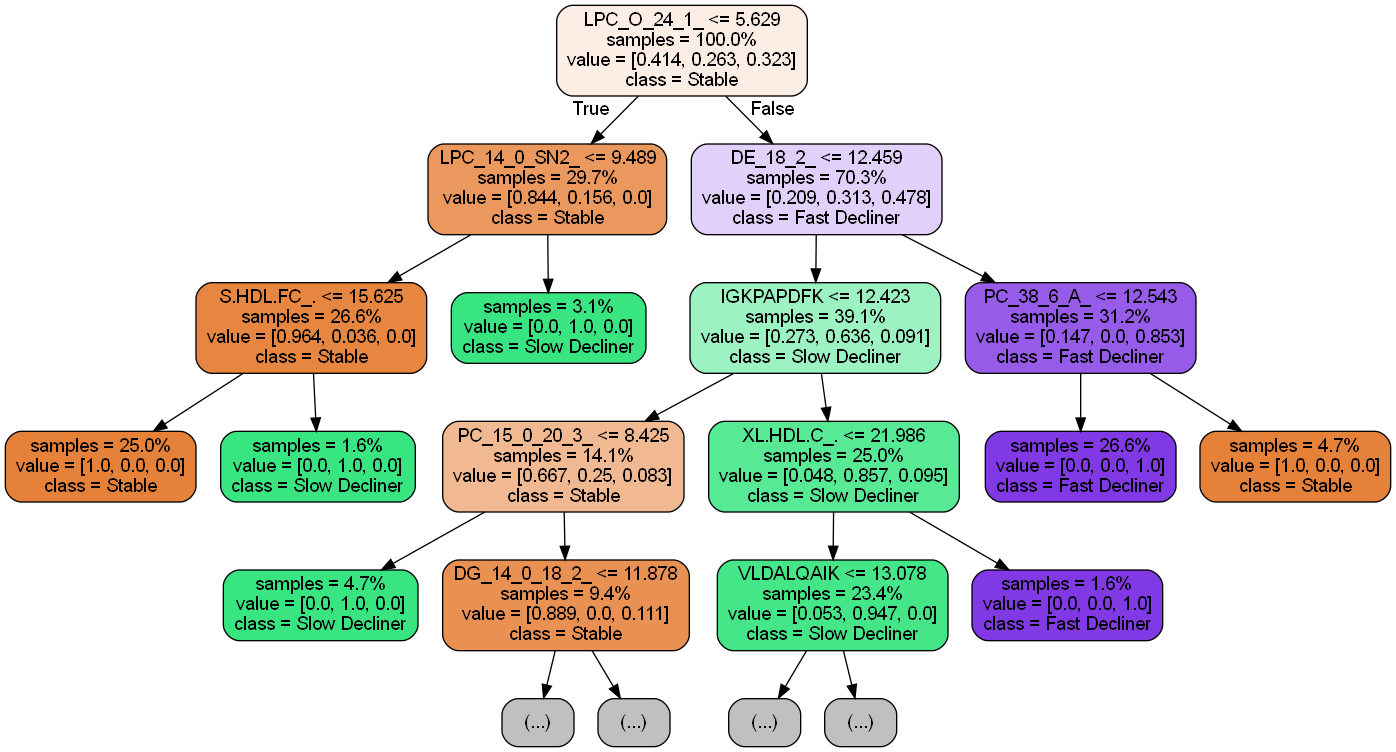 LPC_O_24_1_ <= 5.629
samples = 100.0%
value = [0.414, 0.263, 0.323]
class = Stable
True
False
LPC_14_0_SN2_ <= 9.489
samples = 29.7%
value = [0.844, 0.156, 0.0]
class = Stable
DE_18_2_ <= 12.459
samples = 70.3%
value = [0.209, 0.313, 0.478]
class = Fast Decliner
S.HDL.FC_. <= 15.625
samples = 26.6%
value = [0.964, 0.036, 0.0]
class = Stable
samples = 3.1%
value = [0.0, 1.0, 0.0]
class = Slow Decliner
IGKPAPDFK <= 12.423
samples = 39.1%
value = [0.273, 0.636, 0.091]
class = Slow Decliner
PC_38_6_A_ <= 12.543
samples = 31.2%
value = [0.147, 0.0, 0.853]
class = Fast Decliner
samples = 25.0%
value = [1.0, 0.0, 0.0]
class = Stable
samples = 1.6%
value = [0.0, 1.0, 0.0]
class = Slow Decliner
PC_15_0_20_3_ <= 8.425
samples = 14.1%
value = [0.667, 0.25, 0.083]
class = Stable
XL.HDL.C_. <= 21.986
samples = 25.0%
value = [0.048, 0.857, 0.095]
class = Slow Decliner
samples = 26.6%
value = [0.0, 0.0, 1.0]
class = Fast Decliner
samples = 4.7%
value = [1.0, 0.0, 0.0]
class = Stable
samples = 4.7%
value = [0.0, 1.0, 0.0]
class = Slow Decliner
DG_14_0_18_2_ <= 11.878
samples = 9.4%
value = [0.889, 0.0, 0.111]
class = Stable
VLDALQAIK <= 13.078
samples = 23.4%
value = [0.053, 0.947, 0.0]
class = Slow Decliner
samples = 1.6%
value = [0.0, 0.0, 1.0]
class = Fast Decliner
(...)
(...)
(...)
(...)